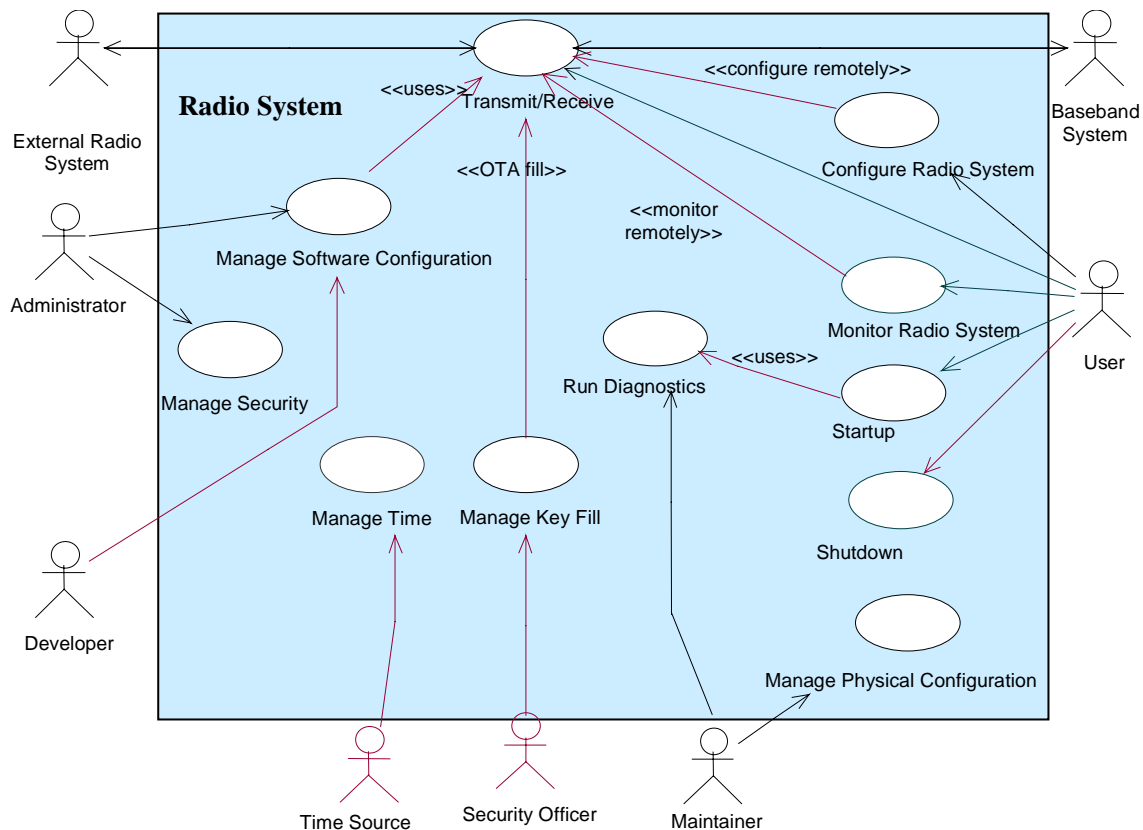 <<configure remotely>>
<<uses>>
Radio System
Transmit/Receive
External Radio
System
Baseband
System
<<OTA fill>>
Configure Radio System
<<monitor
remotely>>
Manage Software Configuration
Administrator
Monitor Radio System
User
<<uses>>
Run Diagnostics
Manage Security
Startup
Manage Time
Manage Key Fill
Shutdown
Developer
Manage Physical Configuration
Time Source
Security Officer
Maintainer